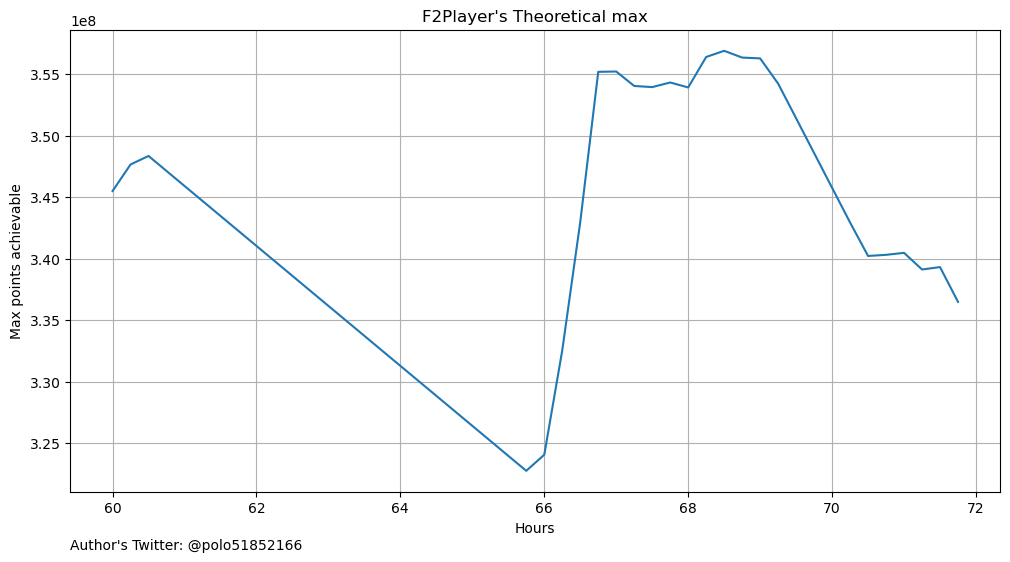 F2Player's Theoretical max
1e8
3.55
3.50
3.45
3.40
3.35
3.30
3.25
Max points achievable
60 62 64 66 68 70 72
Hours
Author's Twitter: @polo51852166